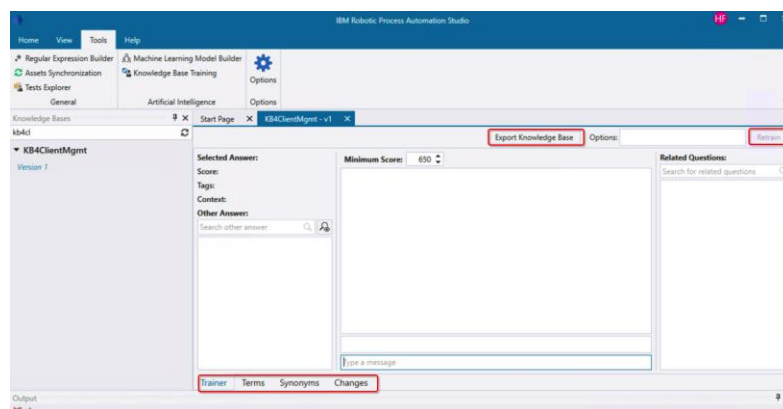 IBM Robotic Process Automation Studio
HF
Home View Tools Help
Regular Expression Builder
Assets Synchronization
Tests Explorer
General
Machine Learning Model Builder
Knowledge Base Training
Artificial Intelligence
Options
Options
Knowledge Bases
kb4cl
KB4ClientMgmt
Version 1
Start Page
KB4ClientMgmt - v1
Export Knowledge Base
Options:
Retrain
Selected Answer:
Score:
Tags:
Context:
Other Answer:
Search other answer
Minimum Score: 650
Type a message
Related Questions:
Search for related questions
Trainer Terms Synonyms Changes
Output